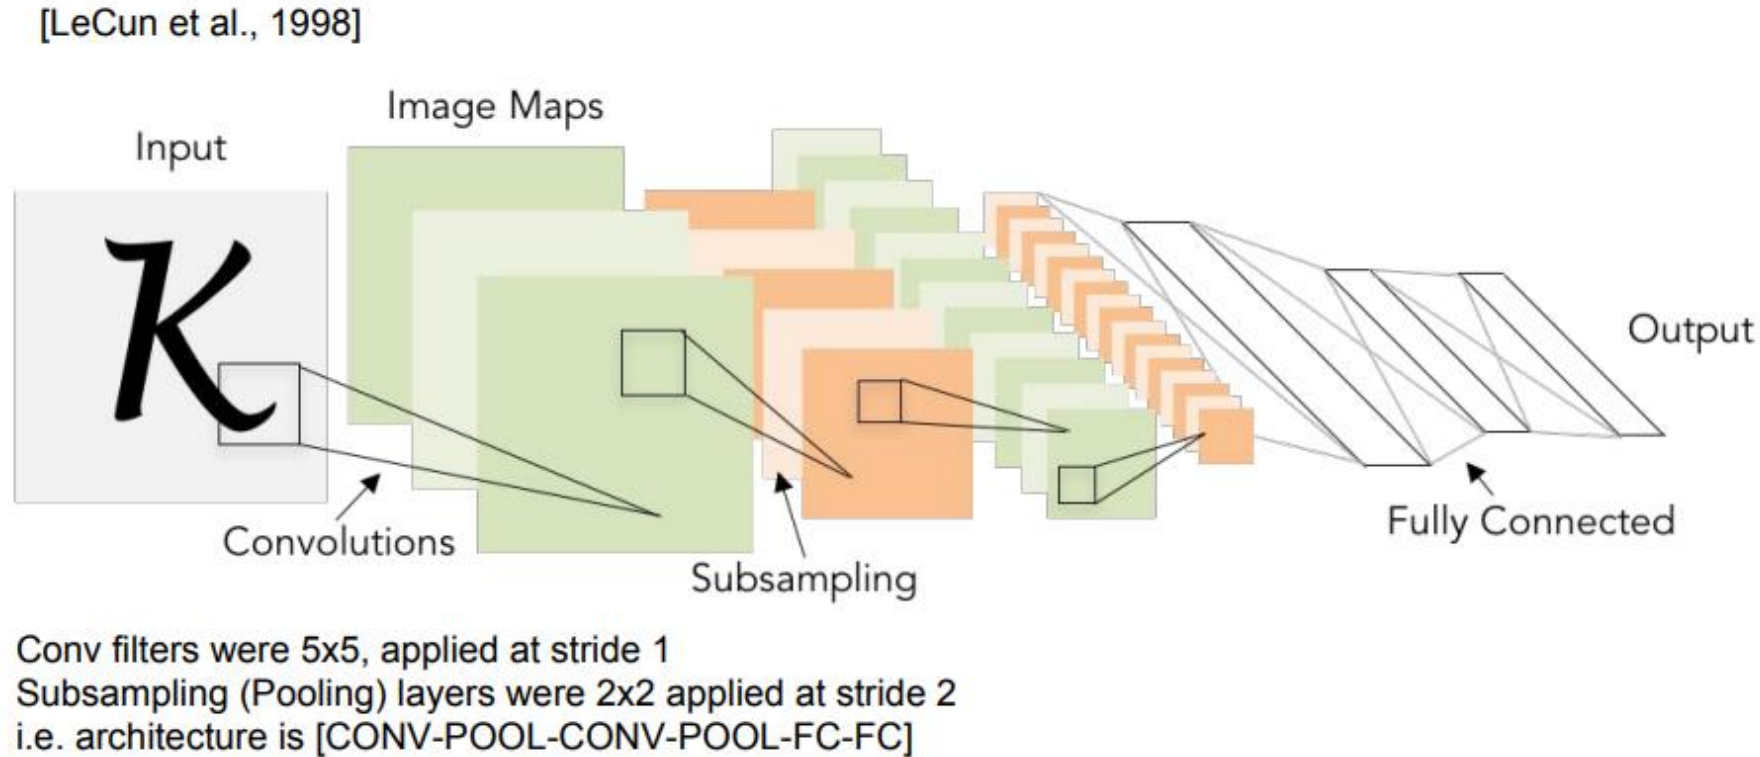 [LeCun et al., 1998]
Image Maps
Input
K
Output
Convolutions
Fully Connected
Subsampling
Conv filters were 5x5, applied at stride 1
Subsampling (Pooling) layers were 2x2 applied at stride 2
i.e. architecture is [CONV-POOL-CONV-POOL-FC-FC]